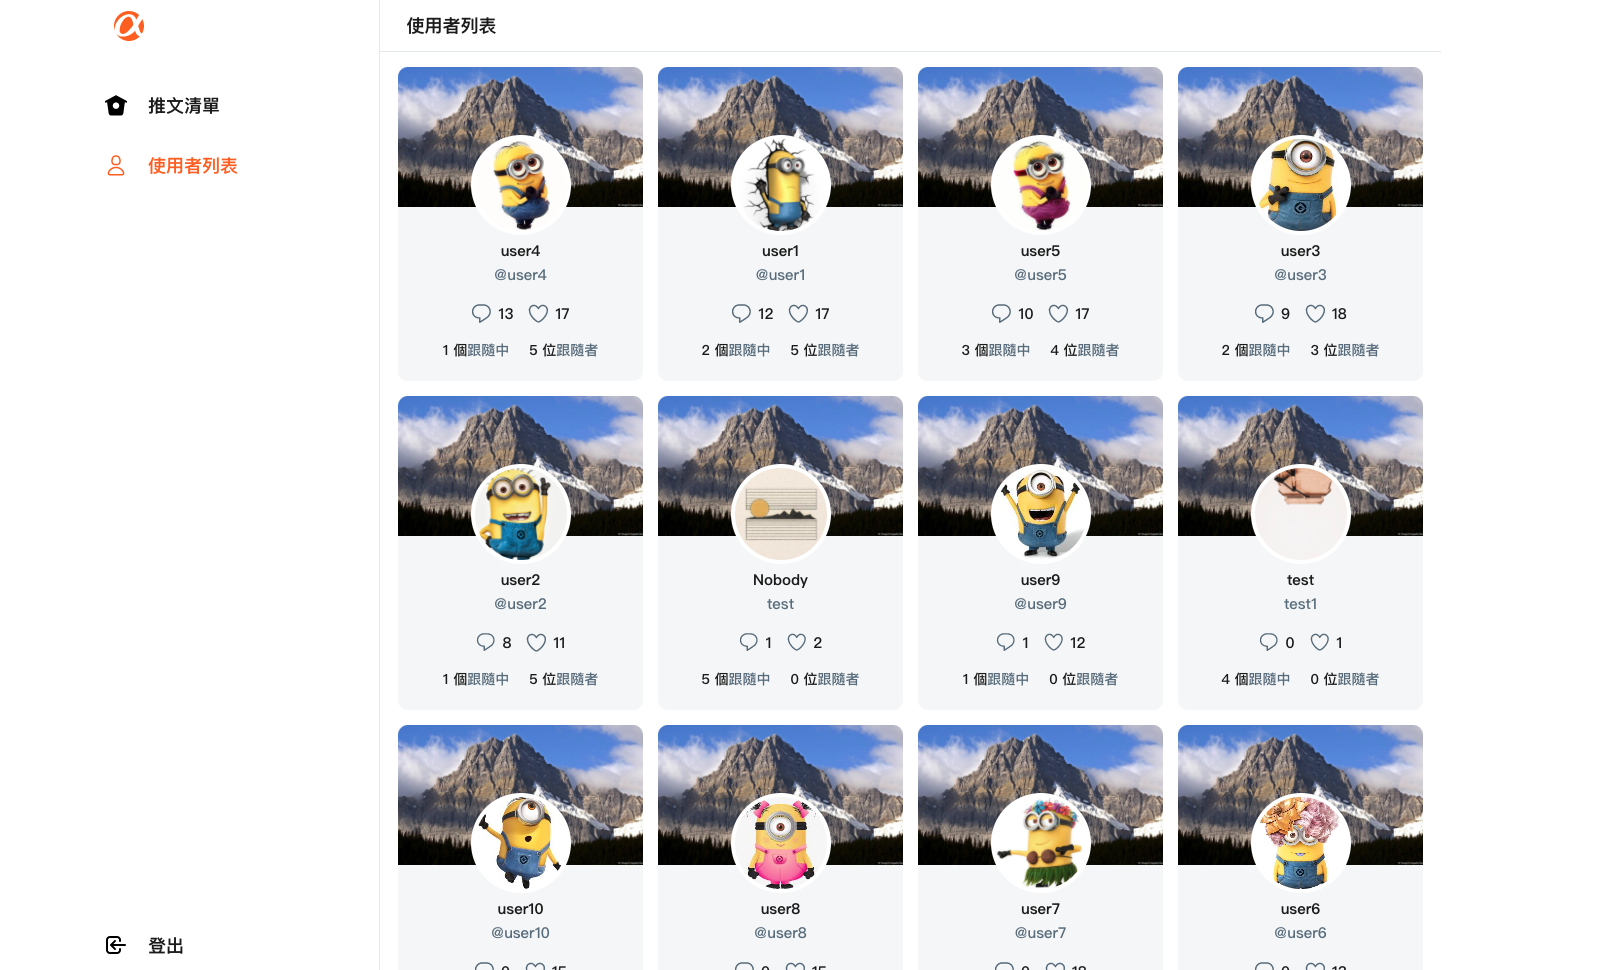 使用者列表
推文清單
使用者列表
登出
user4
@user4
13 17
1 個跟隨中 5 位跟隨者
user1
@user1
12 17
2 個跟隨中 5 位跟隨者
user5
@user5
10 17
3 個跟隨中 4 位跟隨者
user3
@user3
9 18
2 個跟隨中 3 位跟隨者
user2
@user2
8 11
1 個跟隨中 5 位跟隨者
Nobody
test
1 2
5 個跟隨中 0 位跟隨者
user9
@user9
1 12
1 個跟隨中 0 位跟隨者
test
test1
0 1
4 個跟隨中 0 位跟隨者
user10
@user10
user8
@user8
user7
@user7
user6
@user6